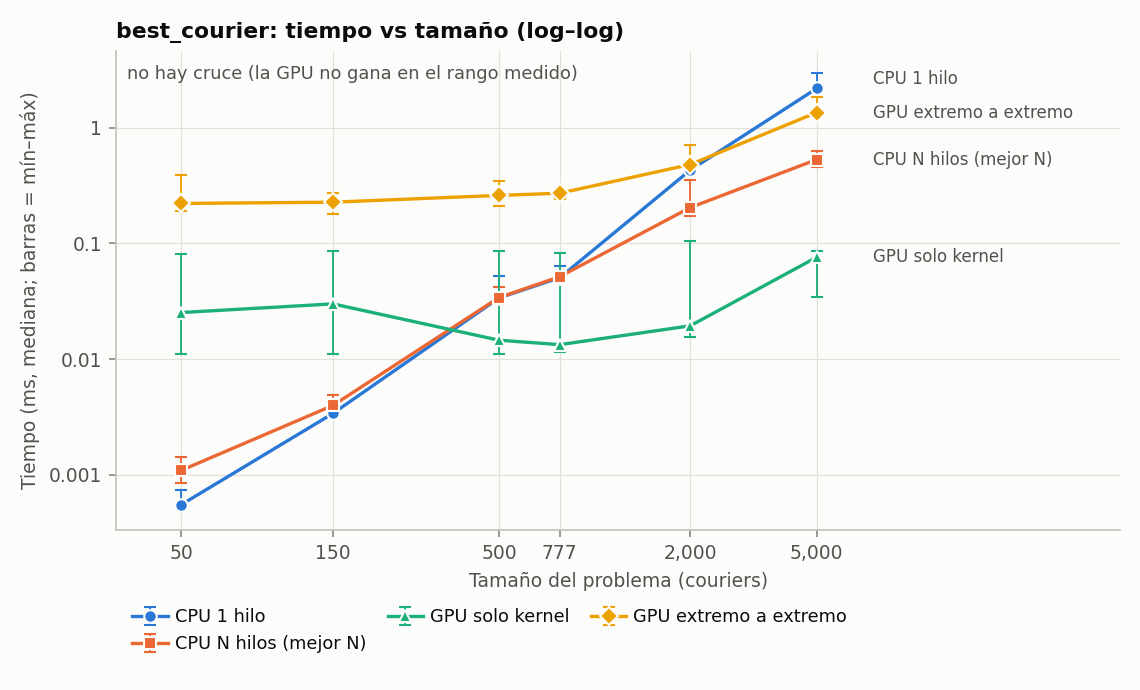 best_courier: tiempo vs tamaño (log–log)
no hay cruce (la GPU no gana en el rango medido)
CPU 1 hilo
GPU extremo a extremo
CPU N hilos (mejor N)
GPU solo kernel
Tiempo (ms, mediana; barras = mín–máx)
1
0.1
0.01
0.001
50 150 500 777 2,000 5,000
Tamaño del problema (couriers)
CPU 1 hilo GPU solo kernel GPU extremo a extremo
CPU N hilos (mejor N)